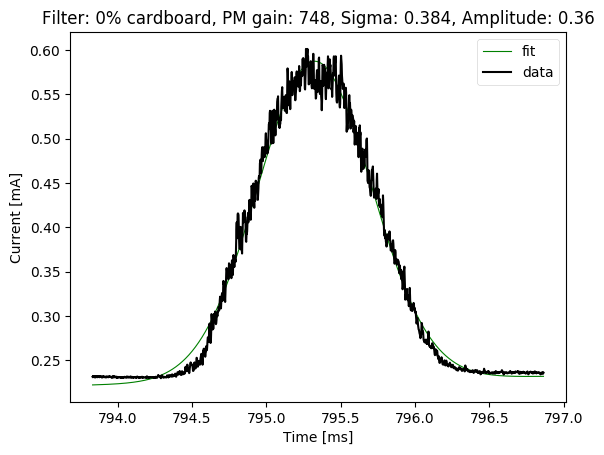 Filter: 0% cardboard, PM gain: 748, Sigma: 0.384, Amplitude: 0.36
fit
data
0.60
0.55
0.50
0.45
0.40
0.35
0.30
0.25
Current [mA]
794.0 794.5 795.0 795.5 796.0 796.5 797.0
Time [ms]